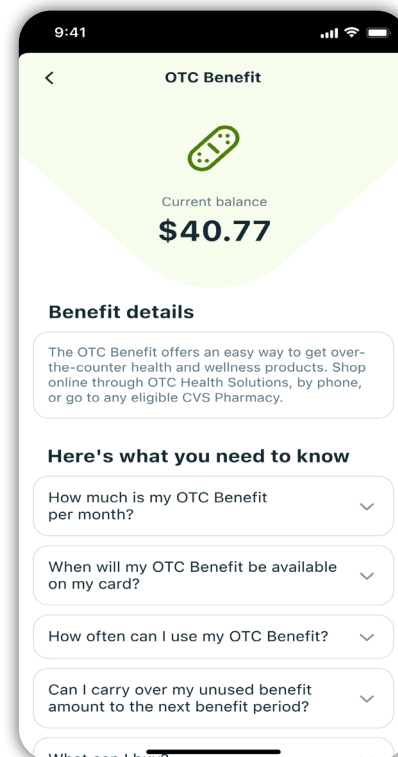 9:41
OTC Benefit
Current balance
$40.77
Benefit details
The OTC Benefit offers an easy way to get over-
the-counter health and wellness products. Shop
online through OTC Health Solutions, by phone,
or go to any eligible CVS Pharmacy.
Here's what you need to know
How much is my OTC Benefit
per month?
When will my OTC Benefit be available
on my card?
How often can I use my OTC Benefit?
Can I carry over my unused benefit
amount to the next benefit period?
What can I buy?